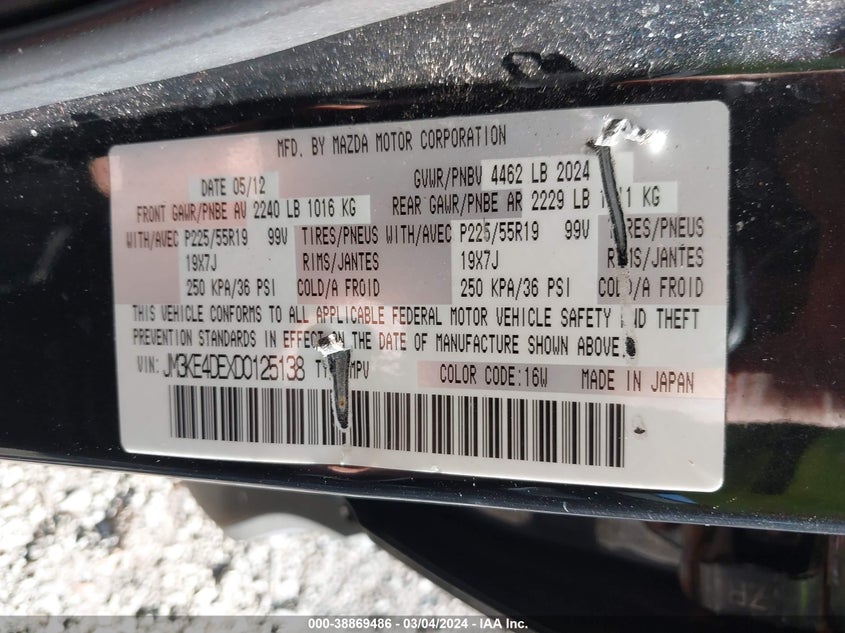 MFD. BY MAZDA MOTOR CORPORATION
DATE 05/12 GVWR/PNBV 4462 LB 2024
FRONT GAWR/PNBE AV 2240 LB 1016 KG REAR GAWR/PNBE AR 2229 LB KG
WITH/AVEC P225/55R19 99V TIRES/PNEUS WITH/AVEC P225/55R19 99V TIRES/PNEUS
19X7J RIMS/JANTES 19X7J RIMS/JANTES
250 KPA/36 PSI COLD/A FROID 250 KPA/36 PSI COLD/A FROID
THIS VEHICLE CONFORMS TO ALL APPLICABLE FEDERAL MOTOR VEHICLE SAFETY AND THEFT
PREVENTION STANDARDS IN EFFECT ON THE DATE OF MANUFACTURE SHOWN ABOVE.
VIN: JM3KE4DEXD0125138 MPV COLOR CODE:16W MADE IN JAPAN
000-38869486 - 03/04/2024 - IAA Inc.